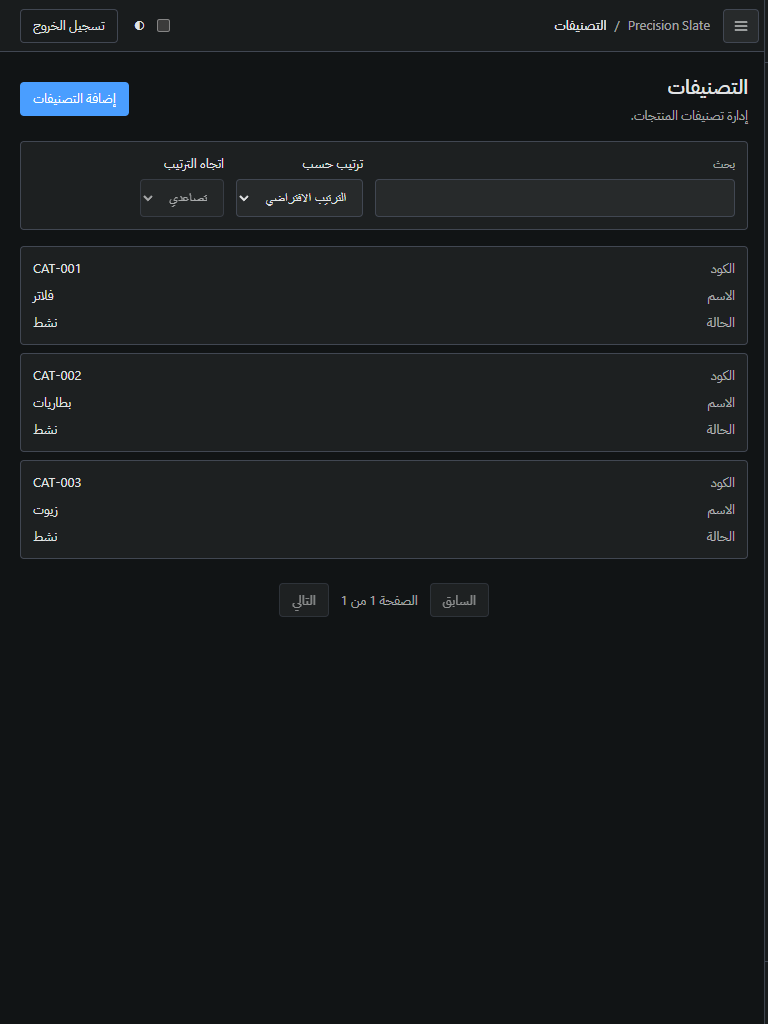 Precision Slate / التصنيفات
تسجيل الخروج
التصنيفات
إدارة تصنيفات المنتجات.
إضافة التصنيفات
بحث
ترتيب حسب
اتجاه الترتيب
الترتيب الافتراضي
تصاعدي
الكود CAT-001
الاسم فلاتر
الحالة نشط
الكود CAT-002
الاسم بطاريات
الحالة نشط
الكود CAT-003
الاسم زيوت
الحالة نشط
السابق الصفحة 1 من 1 التالي